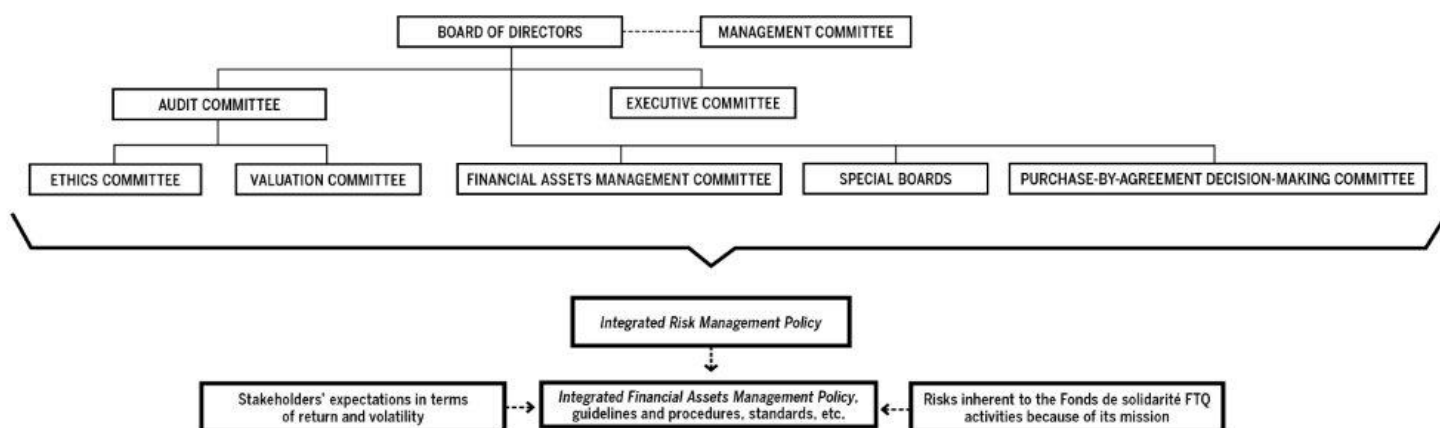 BOARD OF DIRECTORS
MANAGEMENT COMMITTEE
AUDIT COMMITTEE
EXECUTIVE COMMITTEE
ETHICS COMMITTEE
VALUATION COMMITTEE
FINANCIAL ASSETS MANAGEMENT COMMITTEE
SPECIAL BOARDS
PURCHASE-BY-AGREEMENT DECISION-MAKING COMMITTEE
Integrated Risk Management Policy
Stakeholders' expectations in terms
of return and volatility
Integrated Financial Assets Management Policy,
guidelines and procedures, standards, etc.
Risks inherent to the Fonds de solidarité FTQ
activities because of its mission